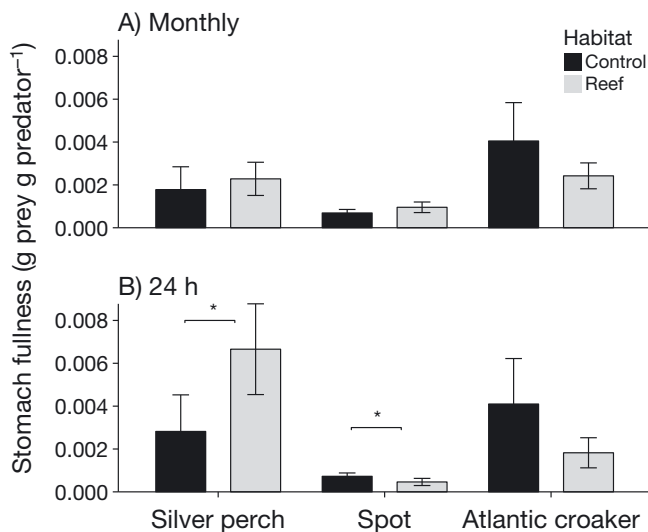 A) Monthly
Habitat
Control
Reef
0.008
0.006
0.004
0.002
0.000
B) 24 h
*
*
0.008
0.006
0.004
0.002
0.000
Stomach fullness (g prey g predator⁻¹)
Silver perch Spot Atlantic croaker